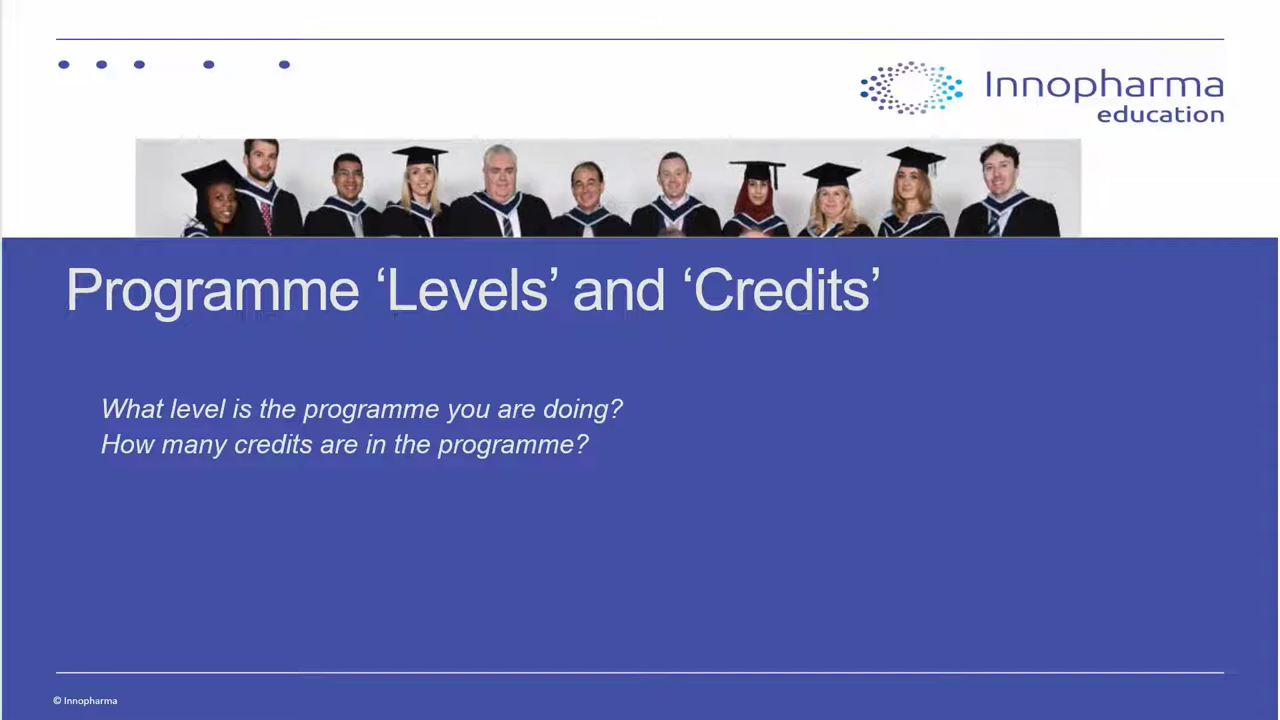 Innopharma
education
Programme ‘Levels’ and ‘Credits’
What level is the programme you are doing?
How many credits are in the programme?
© Innopharma